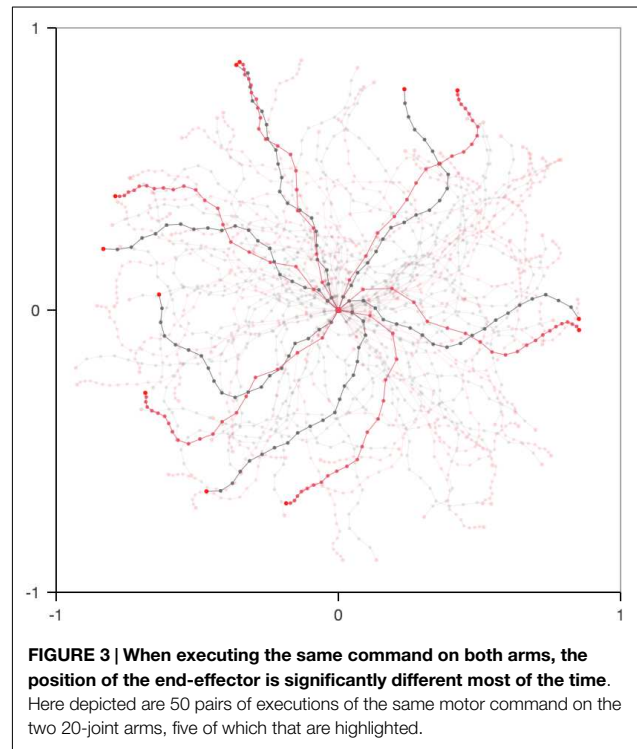 1
0
-1
-1
0
1
FIGURE 3 | When executing the same command on both arms, the
position of the end-effector is significantly different most of the time.
Here depicted are 50 pairs of executions of the same motor command on the
two 20-joint arms, five of which that are highlighted.